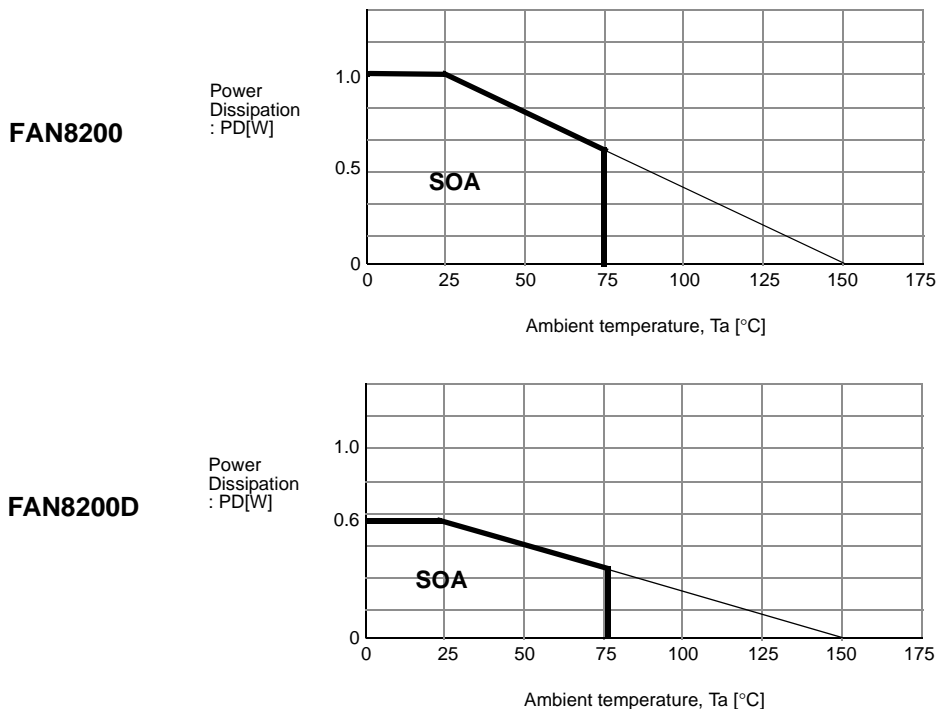 FAN8200
Power
Dissipation
: PD[W]
1.0
0.5
0
SOA
0 25 50 75 100 125 150 175
Ambient temperature, Ta [°C]
FAN8200D
Power
Dissipation
: PD[W]
1.0
0.6
0
SOA
0 25 50 75 100 125 150 175
Ambient temperature, Ta [°C]